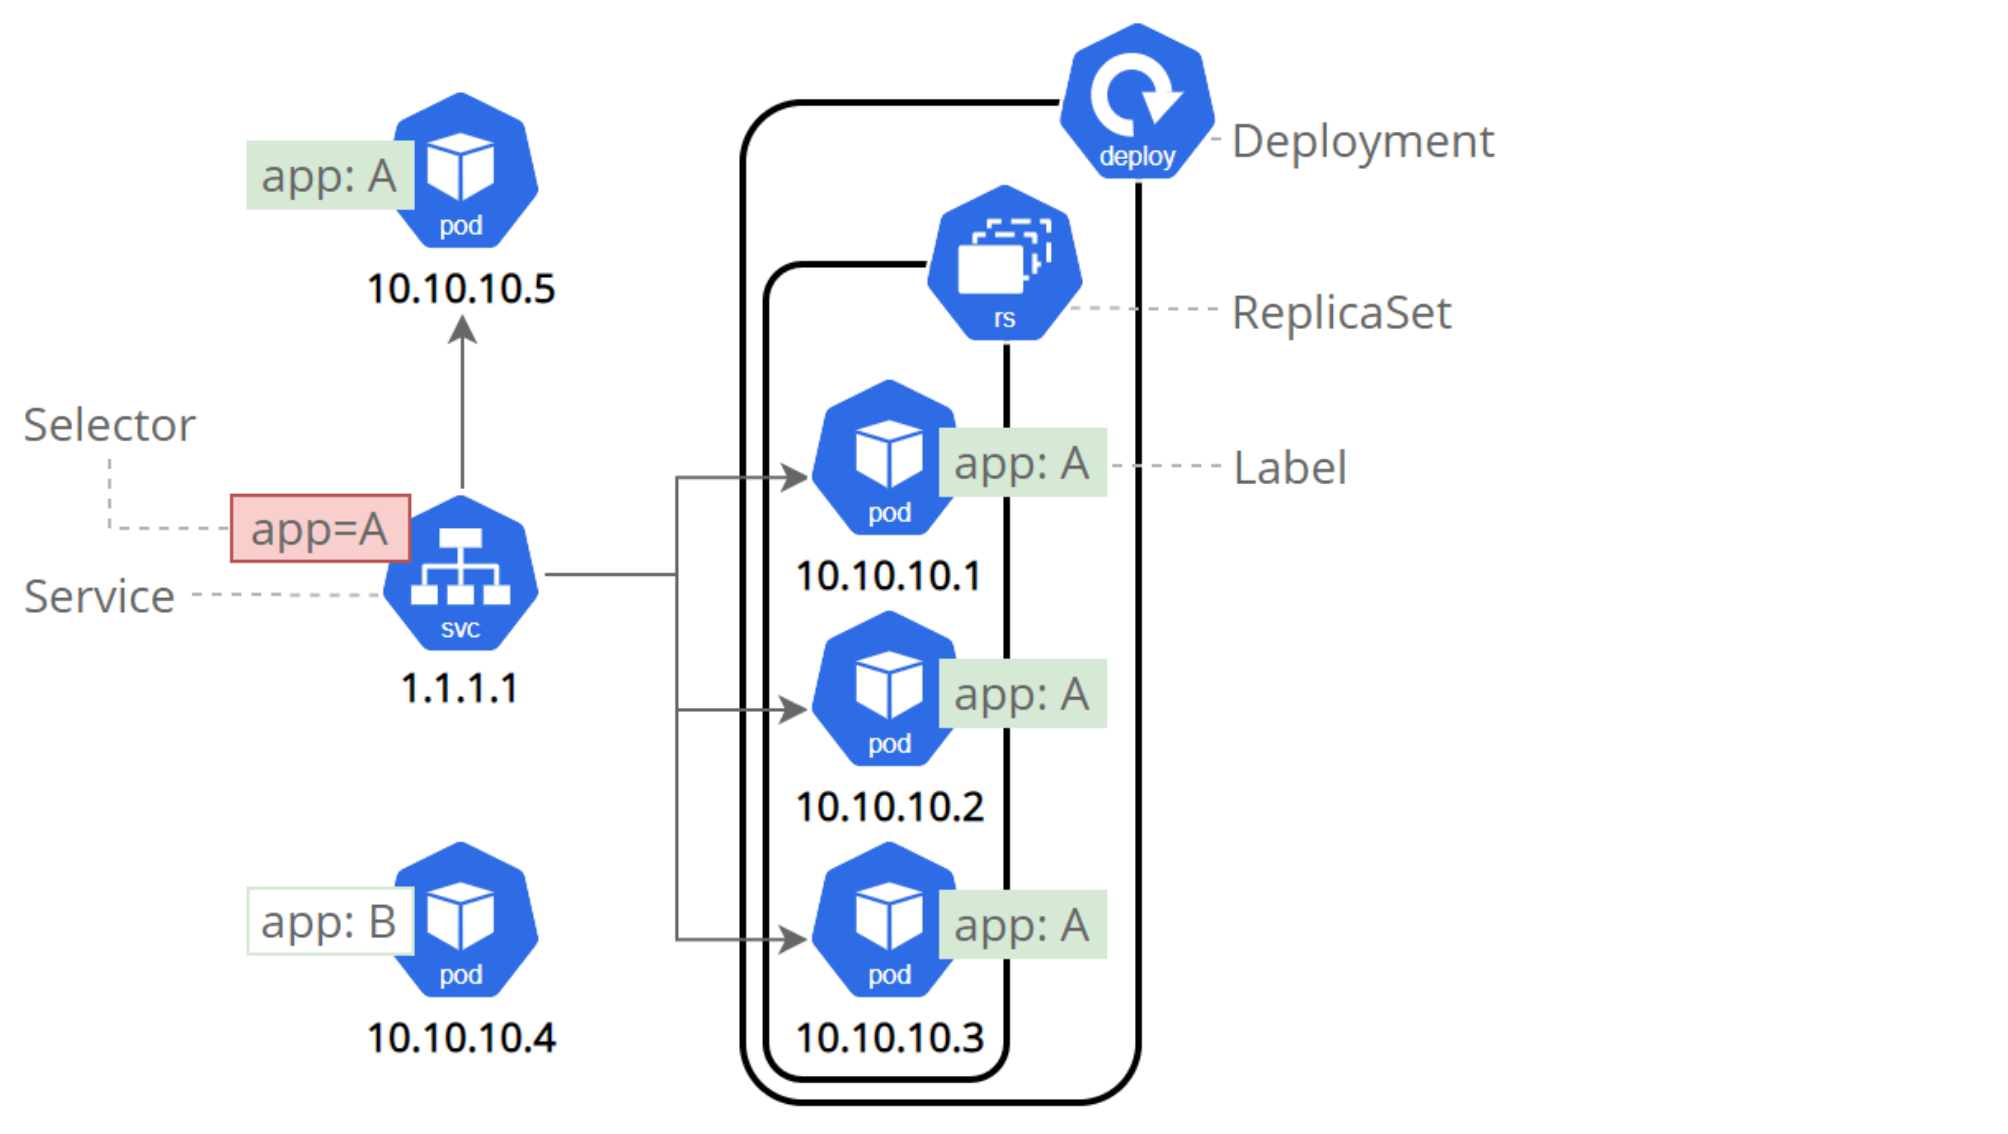 deploy
Deployment
app: A
pod
10.10.10.5
rs
ReplicaSet
Selector
app=A
Service
svc
1.1.1.1
pod
app: A
Label
10.10.10.1
pod
app: A
10.10.10.2
app: B
pod
10.10.10.4
pod
app: A
10.10.10.3